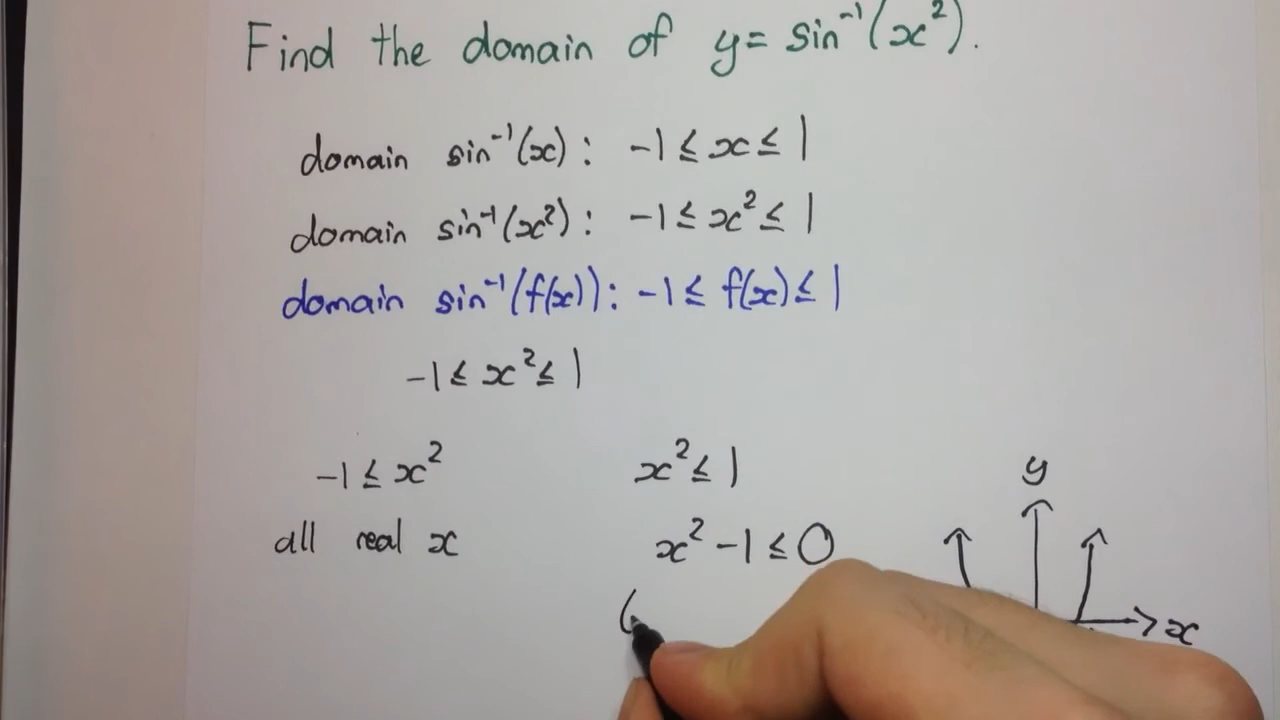 Find the domain of y= sin⁻¹(x²).
domain sin⁻¹(x): -1 ≤ x ≤ 1
domain sin⁻¹(x²): -1 ≤ x² ≤ 1
domain sin⁻¹(f(x)): -1 ≤ f(x) ≤ 1
-1 ≤ x² ≤ 1
-1 ≤ x² x² ≤ 1
y
all real x x² -1 ≤ 0
(
x